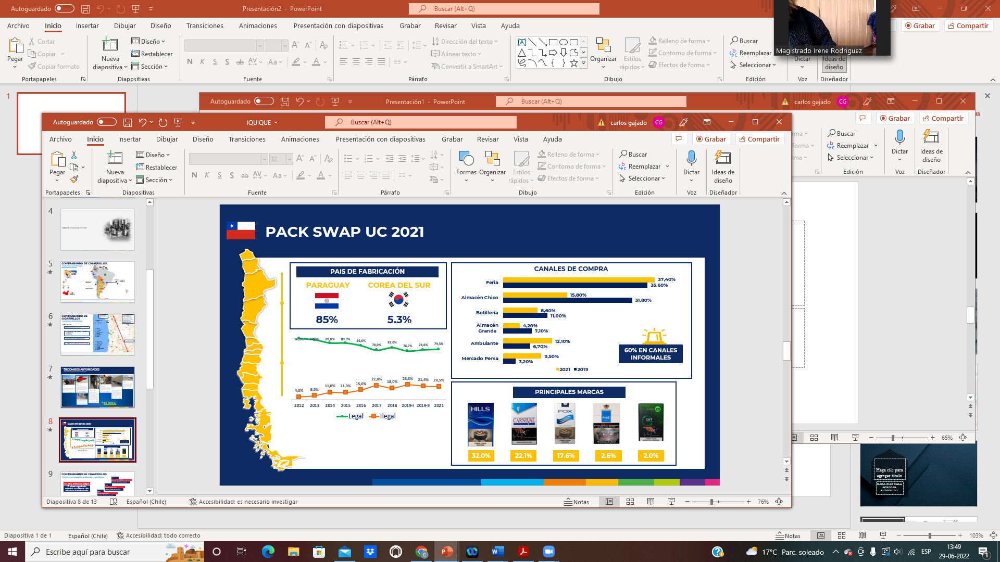 Autoguardado
Presentación2 - PowerPoint
Buscar (Alt+Q)
Archivo Inicio Insertar Dibujar Diseño Transiciones Animaciones Presentación con diapositivas Grabar Revisar Vista Ayuda
Grabar Compartir
Pegar
Cortar
Copiar
Copiar formato
Portapapeles
Nueva diapositiva
Diseño
Restablecer
Sección
Diapositivas
Fuente
Dirección del texto
Alinear texto
Convertir a SmartArt
Párrafo
Organizar
Estilos rápidos
Relleno de forma
Contorno de forma
Efectos de forma
Dibujo
Buscar
Reemplazar
Seleccionar
Edición
Dictar
Voz
Ideas de diseño
Diseñador
Magistrado Irene Rodriguez
1
Autoguardado
Presentación1 - PowerPoint
Buscar (Alt+Q)
carlos gajado CG
Grabar Compartir
Buscar
Reemplazar
Seleccionar
Edición
Dictar
Voz
Ideas de diseño
Diseñador
65%
Autoguardado
IQUIQUE
Buscar (Alt+Q)
carlos gajado CG
Archivo Inicio Insertar Dibujar Diseño Transiciones Animaciones Presentación con diapositivas Grabar Revisar Vista Ayuda
Grabar Compartir
Pegar
Portapapeles
Nueva diapositiva
Diseño
Restablecer
Sección
Diapositivas
32
Fuente
Párrafo
Formas
Organizar
Estilos rápidos
Relleno de forma
Contorno de forma
Efectos de forma
Dibujo
Buscar
Reemplazar
Seleccionar
Edición
Dictar
Voz
Ideas de diseño
Diseñador
4
5
CONTRABANDO DE CIGARRILLOS
6
CONTRABANDO DE CIGARRILLOS
7
DECOMISOS AUTORIDADES
8
PACK SWAP UC 2021
9
CONTRABANDO DE CIGARRILLOS
PACK SWAP UC 2021
PAIS DE FABRICACIÓN
PARAGUAY COREA DEL SUR
85% 5.3%
96,0% 94,0% 89,0% 89,0% 85,0% 78,0% 82,0% 76,7% 78,6% 79,5%
4,0% 6,0% 11,0% 11,0% 15,0% 22,0% 18,0% 23,3% 21,4% 20,5%
2012 2013 2014 2015 2016 2017 2018 2019-I 2019-II 2021
Legal Ilegal
CANALES DE COMPRA
Feria 37,40% 35,60%
Almacén Chico 15,80% 31,80%
Botilleria 8,60% 11,00%
Almacén Grande 4,20% 7,10%
Ambulante 12,10% 6,70%
Mercado Persa 9,50% 3,20%
2021 2019
60% EN CANALES INFORMALES
PRINCIPALES MARCAS
HILLS CARNIVAL FOX PINE GIFT
32.0% 22.1% 17.6% 2.6% 2.0%
Diapositiva 8 de 13 Español (Chile) Accesibilidad: es necesario investigar Notas 76%
Haga clic para agregar título
HAGA CLIC PARA AGREGAR SUBTÍTULO
Diapositiva 1 de 1 Español (Chile) Accesibilidad: todo correcto Notas 103%
Escribe aquí para buscar
17°C Parc. soleado
ESP
13:49
29-06-2022
1